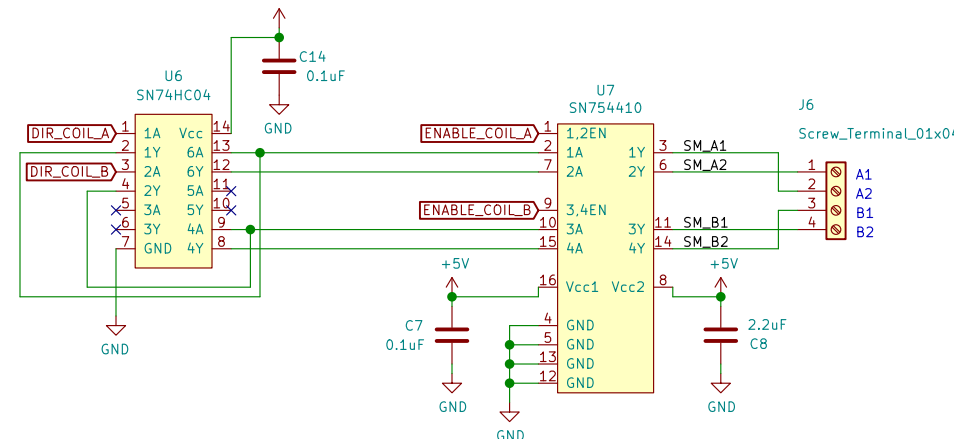 C14
0.1uF
GND
U6
SN74HC04
DIR_COIL_A
DIR_COIL_B
1 1A Vcc 14
2 1Y 6A 13
3 2A 6Y 12
4 2Y 5A 11
5 3A 5Y 10
6 3Y 4A 9
7 GND 4Y 8
GND
U7
SN754410
ENABLE_COIL_A
ENABLE_COIL_B
1 1,2EN
2 1A 1Y 3 SM_A1
7 2A 2Y 6 SM_A2
9 3,4EN
10 3A 3Y 11 SM_B1
15 4A 4Y 14 SM_B2
16 Vcc1 Vcc2 8
4 GND
5 GND
13 GND
12 GND
GND
+5V
C7
0.1uF
GND
+5V
2.2uF
C8
GND
J6
Screw_Terminal_01x04
1 A1
2 A2
3 B1
4 B2